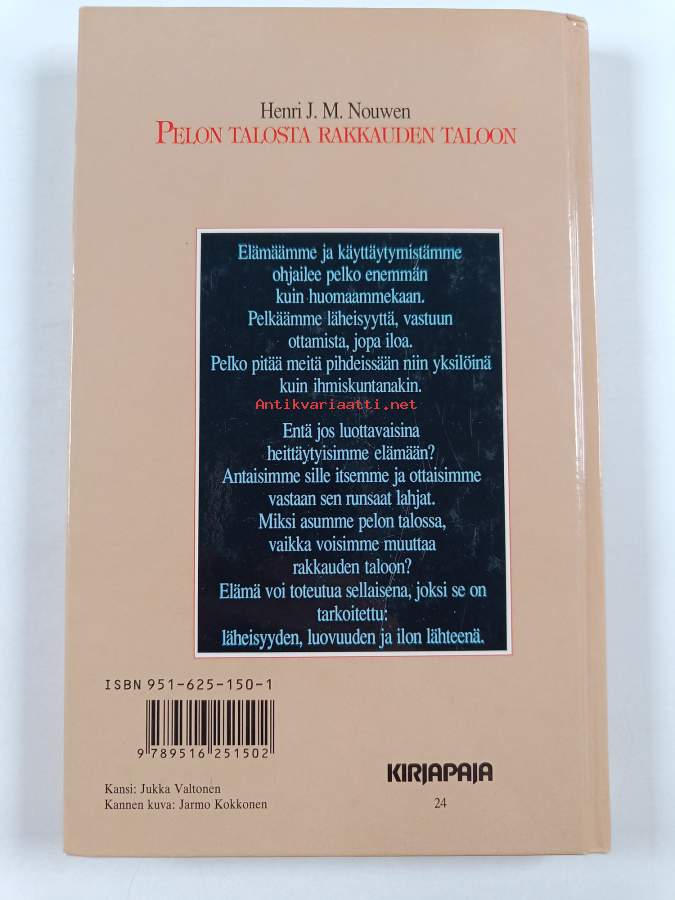 Henri J. M. Nouwen
PELON TALOSTA RAKKAUDEN TALOON
Elämäämme ja käyttäytymistämme
ohjailee pelko enemmän
kuin huomaammekaan.
Pelkäämme läheisyyttä, vastuun
ottamista, jopa iloa.
Pelko pitää meitä pihdeissään niin yksilöinä
kuin ihmiskuntanakin.
Antikvariaatti.net
Entä jos luottavaisina
heittäytyisimme elämään?
Antaisimme sille itsemme ja ottaisimme
vastaan sen runsaat lahjat.
Miksi asumme pelon talossa,
vaikka voisimme muuttaa
rakkauden taloon?
Elämä voi toteutua sellaisena, joksi se on
tarkoitettu:
läheisyyden, luovuuden ja ilon lähteenä.
ISBN 951-625-150-1
9 789516 251502
Kansi: Jukka Valtonen
Kannen kuva: Jarmo Kokkonen
KIRJAPAJA
24